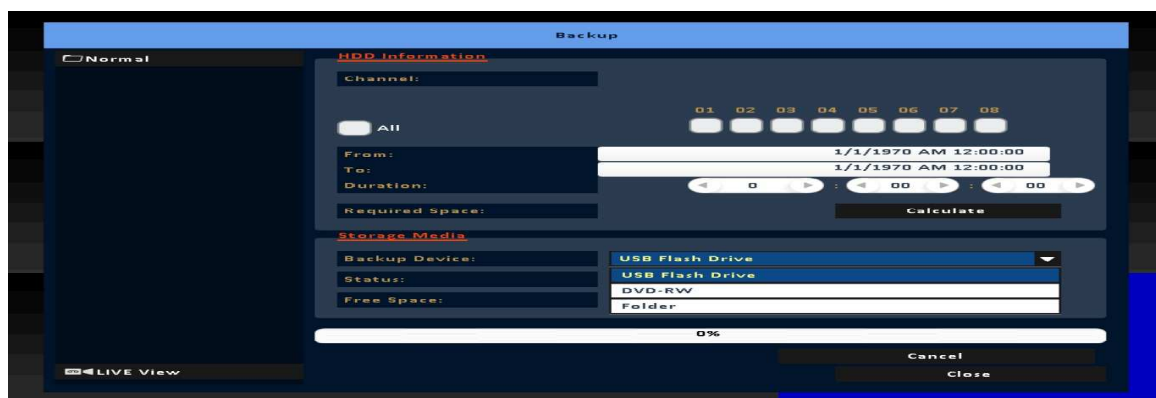 Backup
Normal
HDD Information
Channel:
01 02 03 04 05 06 07 08
All
From: 1/1/1970 AM 12:00:00
To: 1/1/1970 AM 12:00:00
Duration: 0 : 00 : 00
Required Space: Calculate
Storage Media
Backup Device: USB Flash Drive
Status: USB Flash Drive
DVD-RW
Free Space: Folder
0%
Cancel
LIVE View
Close